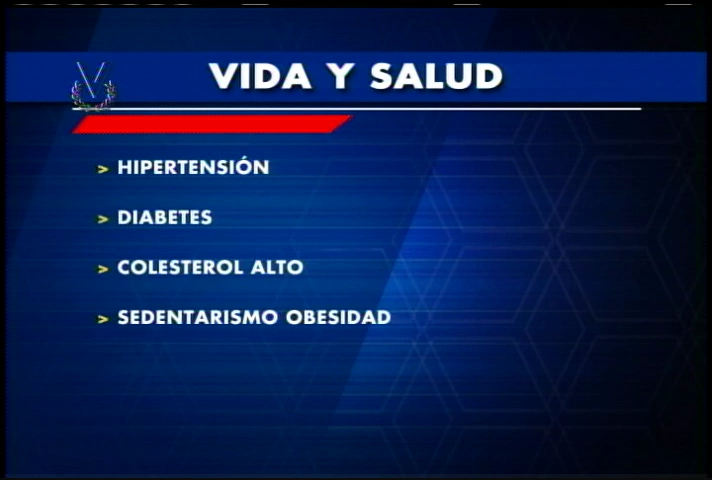 VIDA Y SALUD
> HIPERTENSIÓN
> DIABETES
> COLESTEROL ALTO
> SEDENTARISMO OBESIDAD